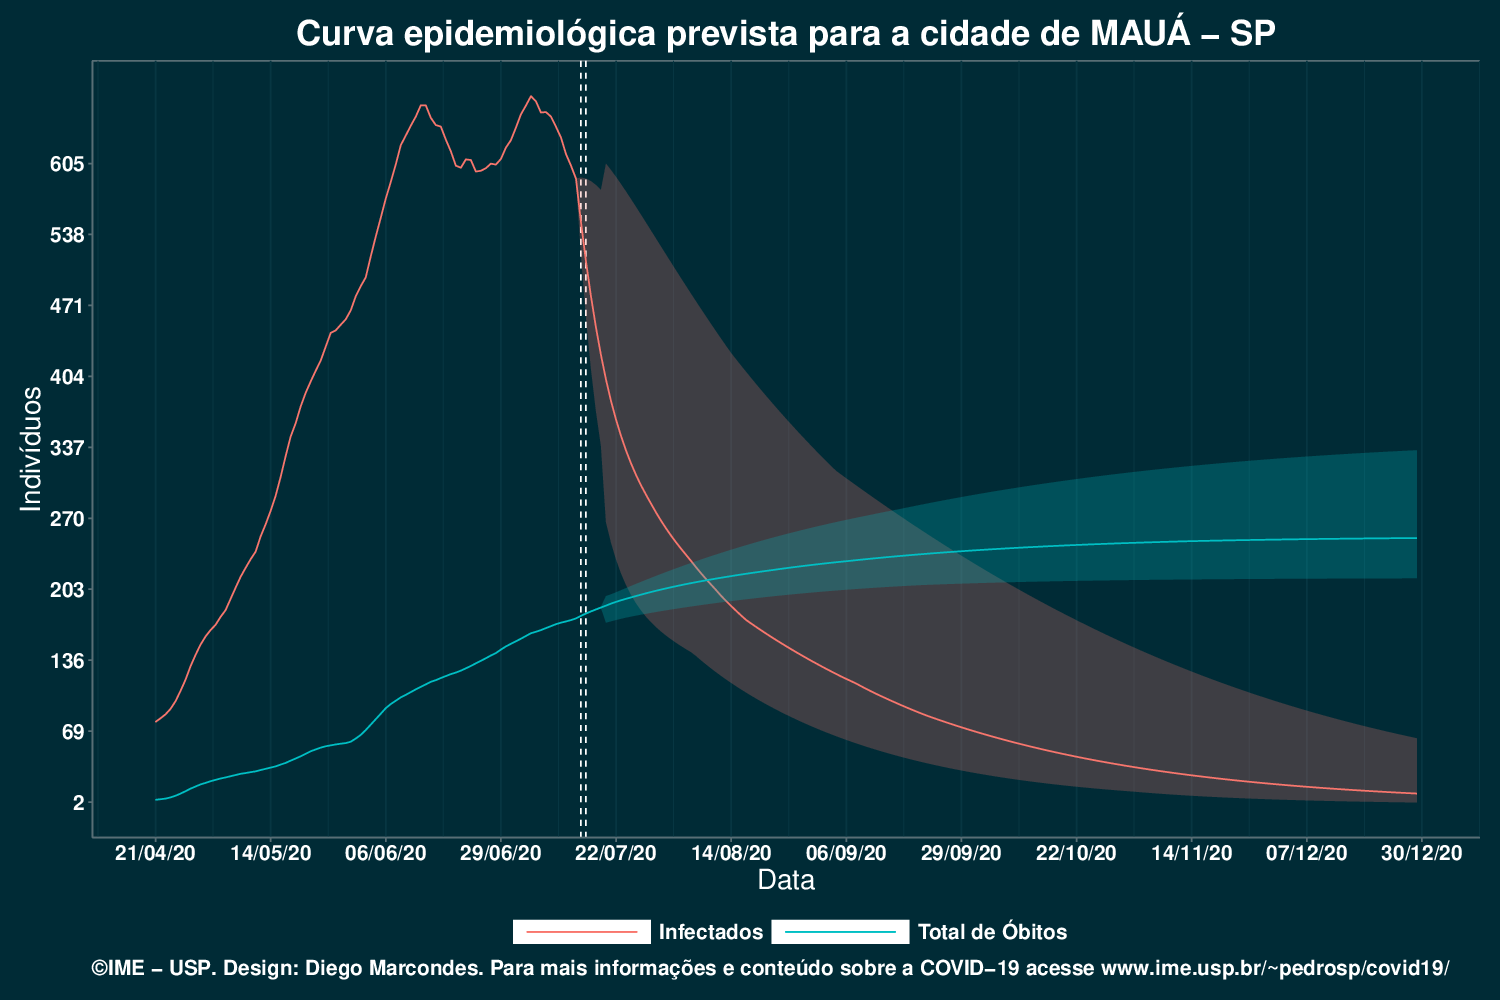 Curva epidemiológica prevista para a cidade de MAUÁ – SP
605
538
471
404
337
270
203
136
69
2
Indivíduos
21/04/20 14/05/20 06/06/20 29/06/20 22/07/20 14/08/20 06/09/20 29/09/20 22/10/20 14/11/20 07/12/20 30/12/20
Data
Infectados Total de Óbitos
©IME – USP. Design: Diego Marcondes. Para mais informações e conteúdo sobre a COVID–19 acesse www.ime.usp.br/~pedrosp/covid19/